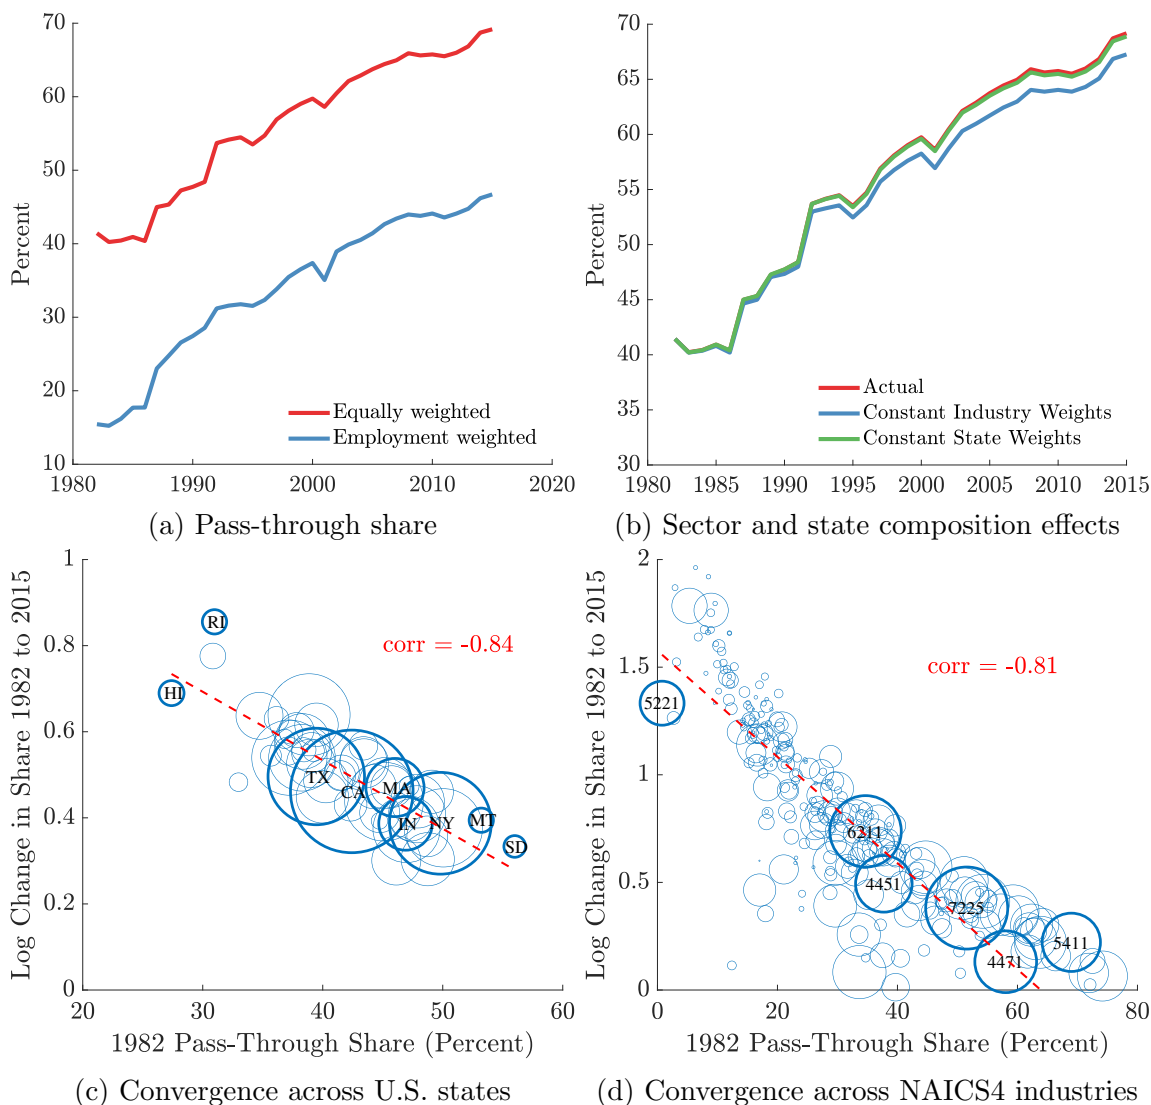 70
60
50
40
30
20
10
Percent
Equally weighted
Employment weighted
1980 1990 2000 2010 2020
(a) Pass-through share
70
65
60
55
50
45
40
35
30
Percent
Actual
Constant Industry Weights
Constant State Weights
1980 1985 1990 1995 2000 2005 2010 2015
(b) Sector and state composition effects
1
0.8
0.6
0.4
0.2
0
Log Change in Share 1982 to 2015
RI
corr = -0.84
HI
TX
CA
MA
IN
NY
MT
SD
20 30 40 50 60
1982 Pass-Through Share (Percent)
(c) Convergence across U.S. states
2
1.5
1
0.5
0
Log Change in Share 1982 to 2015
corr = -0.81
5221
6211
4451
7225
5411
4471
0 20 40 60 80
1982 Pass-Through Share (Percent)
(d) Convergence across NAICS4 industries